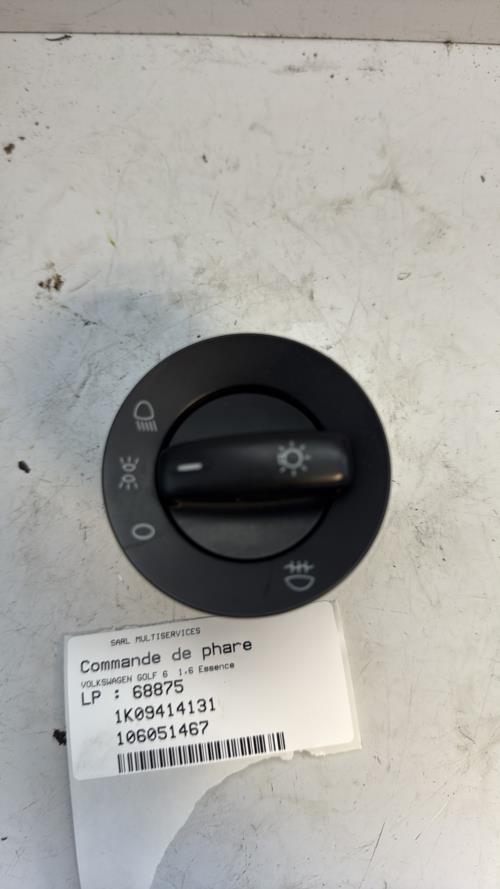 SARL MULTISERVICES
Commande de phare
VOLKSWAGEN GOLF 6 1.6 Essence
LP : 68875
1K09414131
106051467